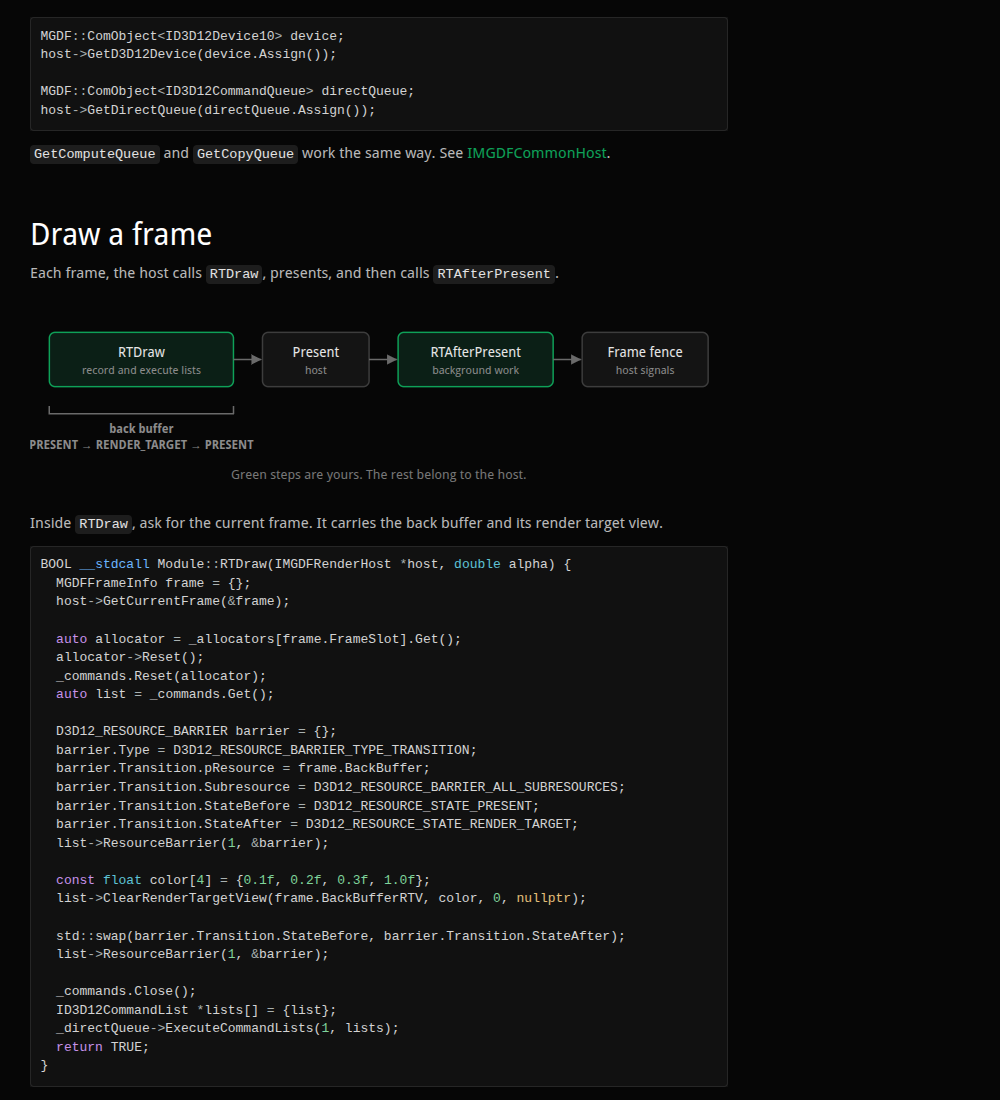 MGDF::ComObject<ID3D12Device10> device;
host->GetD3D12Device(device.Assign());
MGDF::ComObject<ID3D12CommandQueue> directQueue;
host->GetDirectQueue(directQueue.Assign());
GetComputeQueue and GetCopyQueue work the same way. See IMGDFCommonHost.
Draw a frame
Each frame, the host calls RTDraw, presents, and then calls RTAfterPresent.
RTDraw
record and execute lists
Present
host
RTAfterPresent
background work
Frame fence
host signals
back buffer
PRESENT → RENDER_TARGET → PRESENT
Green steps are yours. The rest belong to the host.
Inside RTDraw, ask for the current frame. It carries the back buffer and its render target view.
BOOL __stdcall Module::RTDraw(IMGDFRenderHost *host, double alpha) {
  MGDFFrameInfo frame = {};
  host->GetCurrentFrame(&frame);
  auto allocator = _allocators[frame.FrameSlot].Get();
  allocator->Reset();
  _commands.Reset(allocator);
  auto list = _commands.Get();
  D3D12_RESOURCE_BARRIER barrier = {};
  barrier.Type = D3D12_RESOURCE_BARRIER_TYPE_TRANSITION;
  barrier.Transition.pResource = frame.BackBuffer;
  barrier.Transition.Subresource = D3D12_RESOURCE_BARRIER_ALL_SUBRESOURCES;
  barrier.Transition.StateBefore = D3D12_RESOURCE_STATE_PRESENT;
  barrier.Transition.StateAfter = D3D12_RESOURCE_STATE_RENDER_TARGET;
  list->ResourceBarrier(1, &barrier);
  const float color[4] = {0.1f, 0.2f, 0.3f, 1.0f};
  list->ClearRenderTargetView(frame.BackBufferRTV, color, 0, nullptr);
  std::swap(barrier.Transition.StateBefore, barrier.Transition.StateAfter);
  list->ResourceBarrier(1, &barrier);
  _commands.Close();
  ID3D12CommandList *lists[] = {list};
  _directQueue->ExecuteCommandLists(1, lists);
  return TRUE;
}